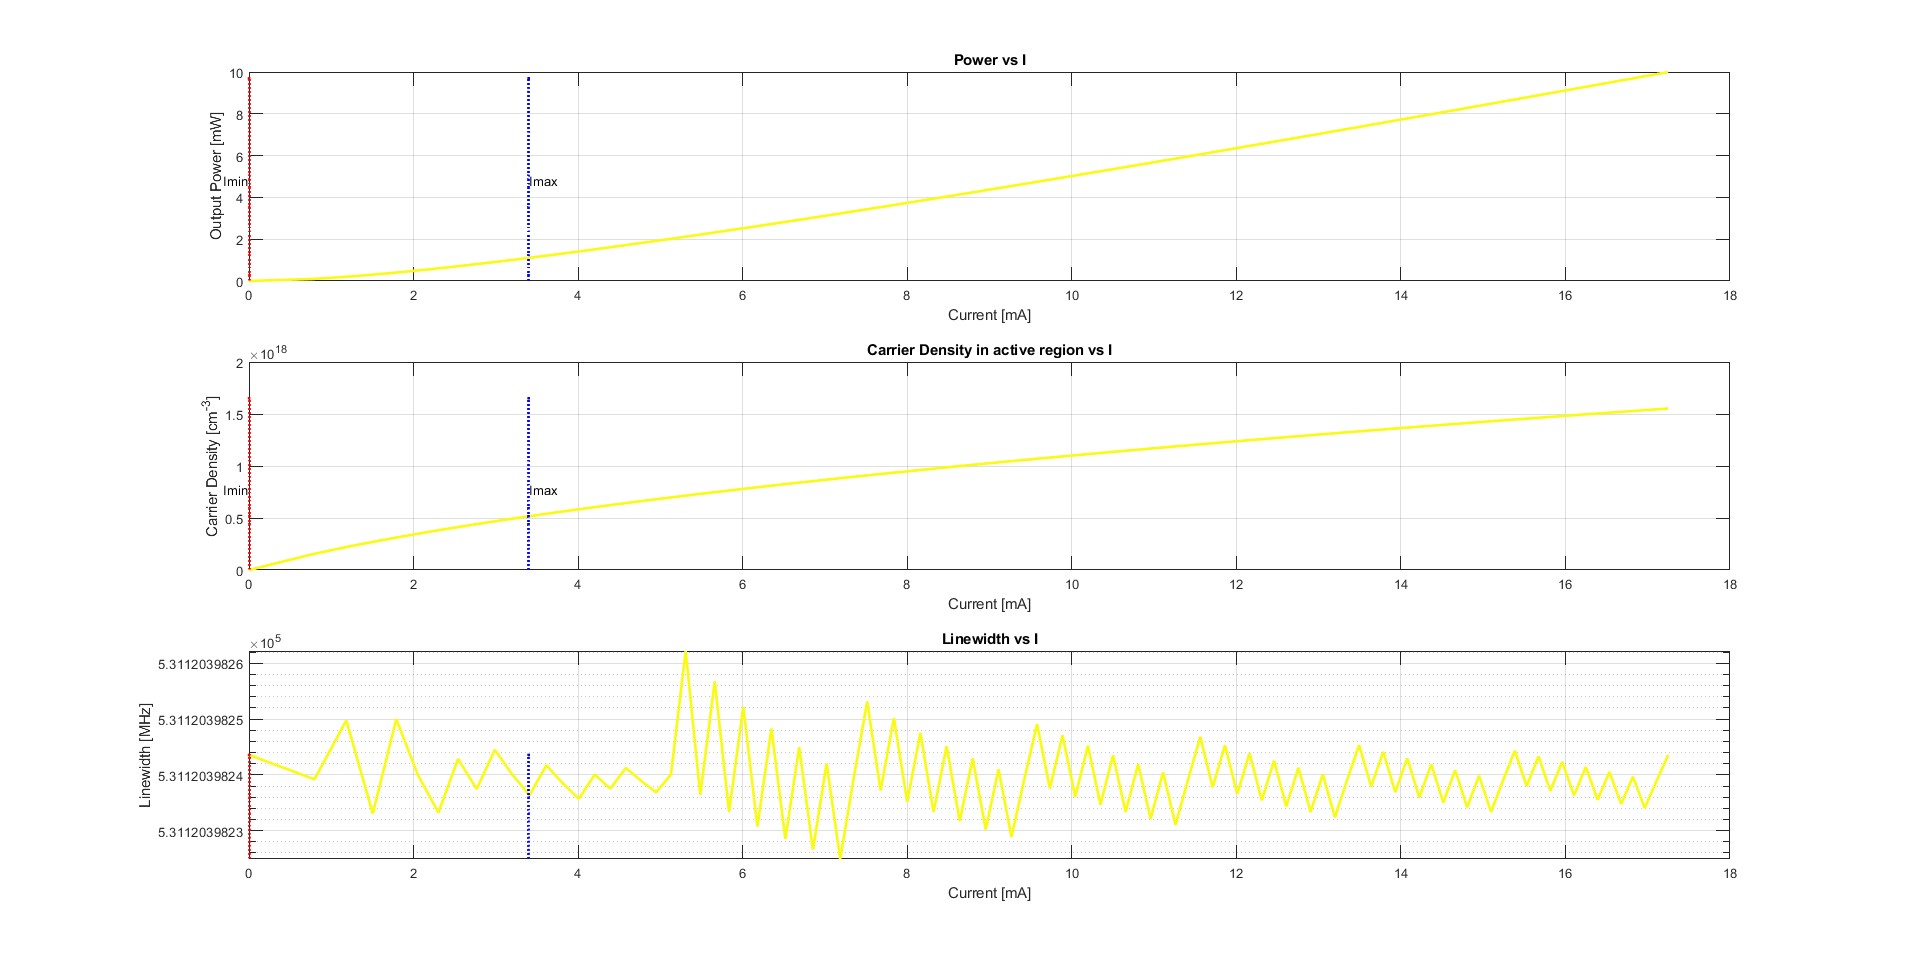 Power vs I
Output Power [mW]
10
8
6
4
2
0
Imin
Imax
0 2 4 6 8 10 12 14 16 18
Current [mA]
Carrier Density in active region vs I
×10^18
Carrier Density [cm^-3]
2
1.5
1
0.5
0
Imin
Imax
0 2 4 6 8 10 12 14 16 18
Current [mA]
Linewidth vs I
×10^5
Linewidth [MHz]
5.3112039826
5.3112039825
5.3112039824
5.3112039823
0 2 4 6 8 10 12 14 16 18
Current [mA]